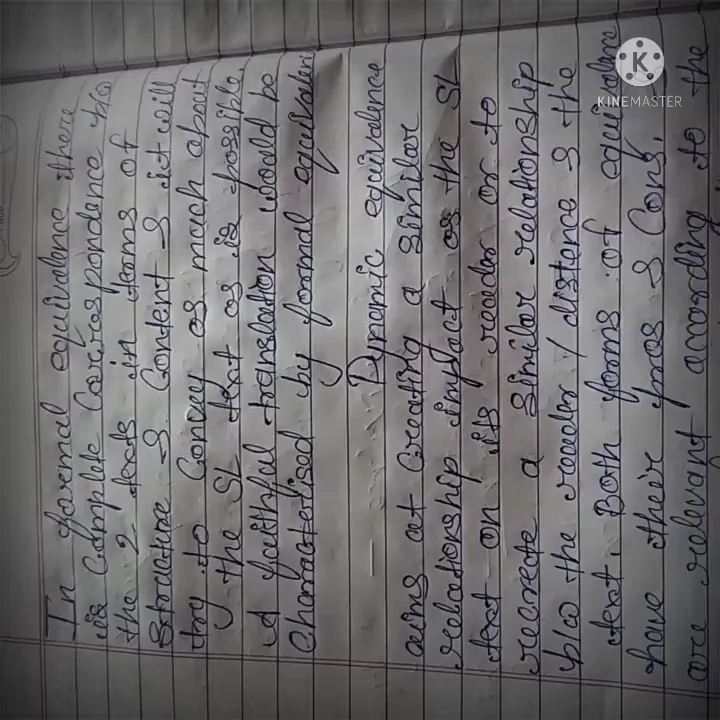 In formal equivalence there
is complete Correspondence b/w
the 2 texts in terms of
Structure & Content & it will
try to Convey as much about
the SL text as is possible.
A faithful translation would be
Characterised by formal equivalen
Dynamic equivalence
aims at creating a similar
relationship impact as the SL
text on its reader or to
recreate a similar relationship
b/w the reader / distence & the
text. Both forms of equivalence
have their pros & Cons,
are relevant according to the
KINEMASTER